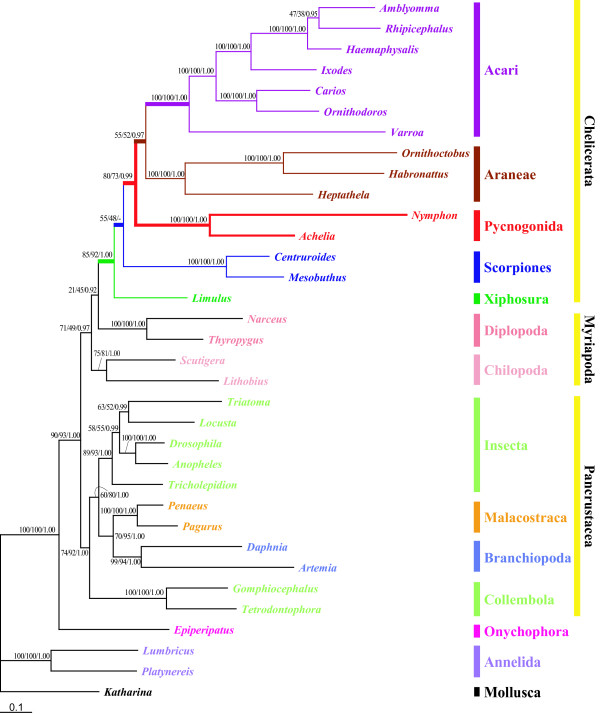 47/38/0.95
Amblyomma
Rhipicephalus
100/100/1.00
Haemaphysalis
100/100/1.00
Ixodes
100/100/1.00
Carios
100/100/1.00
Ornithodoros
100/100/1.00
Varroa
Acari
55/52/0.97
Ornithoctobus
100/100/1.00
Habronattus
100/100/1.00
Heptathela
Araneae
80/73/0.99
Nymphon
100/100/1.00
Achelia
Pycnogonida
55/48/-
Centruroides
100/100/1.00
Mesobuthus
Scorpiones
85/92/1.00
Limulus
Xiphosura
Chelicerata
21/45/0.92
Narceus
100/100/1.00
Thyropygus
Diplopoda
71/49/0.97
Scutigera
75/81/1.00
Lithobius
Chilopoda
Myriapoda
Triatoma
63/52/0.99
Locusta
58/55/0.99
Drosophila
100/100/1.00
Anopheles
89/93/1.00
Tricholepidion
Insecta
90/93/1.00
60/80/1.00
Penaeus
100/100/1.00
Pagurus
Malacostraca
70/95/1.00
Daphnia
99/94/1.00
Artemia
Branchiopoda
74/92/1.00
Gomphiocephalus
100/100/1.00
Tetrodontophora
Collembola
Pancrustacea
100/100/1.00
Epiperipatus
Onychophora
Lumbricus
100/100/1.00
Platynereis
Annelida
Katharina
Mollusca
0.1